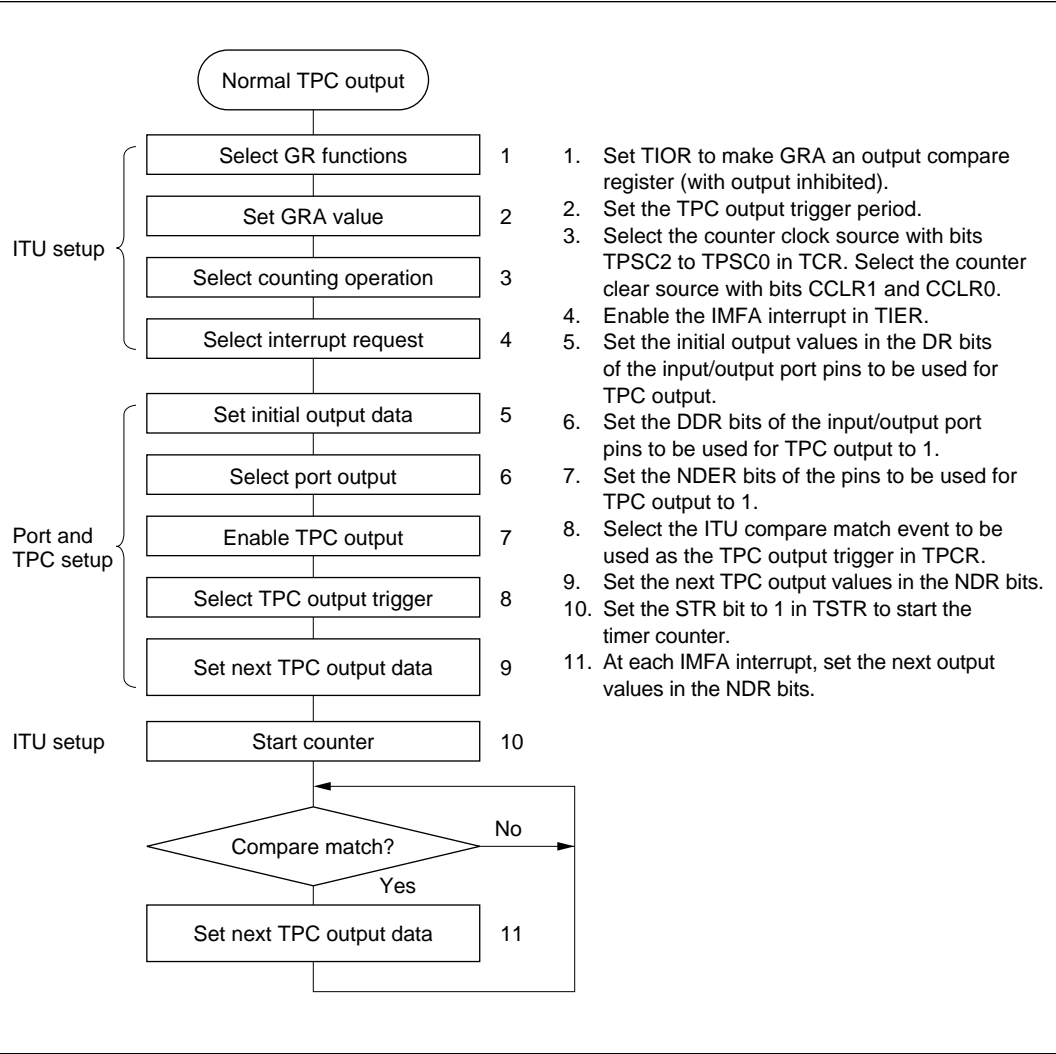 Normal TPC output
ITU setup
Select GR functions 1
Set GRA value 2
Select counting operation 3
Select interrupt request 4
Port and
TPC setup
Set initial output data 5
Select port output 6
Enable TPC output 7
Select TPC output trigger 8
Set next TPC output data 9
ITU setup
Start counter 10
Compare match?
No
Yes
Set next TPC output data 11
1. Set TIOR to make GRA an output compare
register (with output inhibited).
2. Set the TPC output trigger period.
3. Select the counter clock source with bits
TPSC2 to TPSC0 in TCR. Select the counter
clear source with bits CCLR1 and CCLR0.
4. Enable the IMFA interrupt in TIER.
5. Set the initial output values in the DR bits
of the input/output port pins to be used for
TPC output.
6. Set the DDR bits of the input/output port
pins to be used for TPC output to 1.
7. Set the NDER bits of the pins to be used for
TPC output to 1.
8. Select the ITU compare match event to be
used as the TPC output trigger in TPCR.
9. Set the next TPC output values in the NDR bits.
10. Set the STR bit to 1 in TSTR to start the
timer counter.
11. At each IMFA interrupt, set the next output
values in the NDR bits.